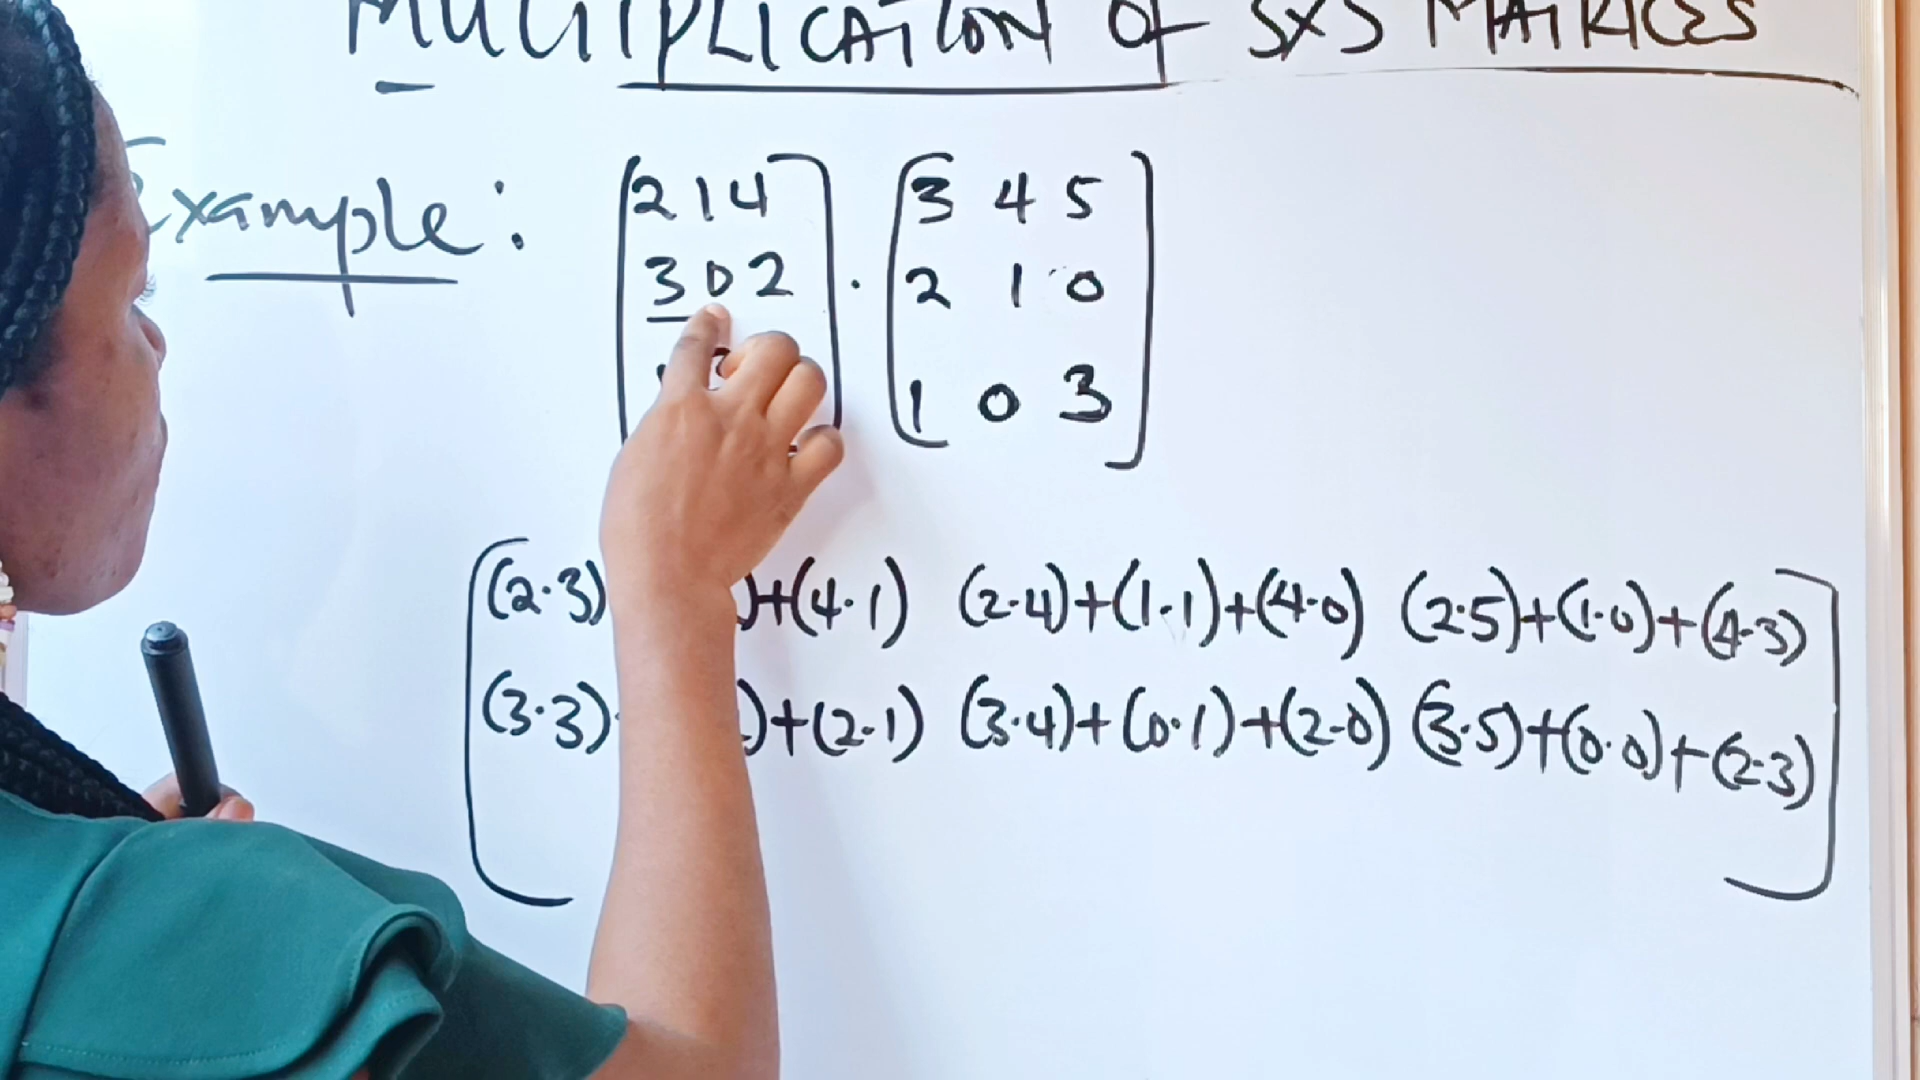 MULTIPLICATION OF 3X3 MATRICES
Example:
2 1 4
3 0 2
·
3 4 5
2 1 0
1 0 3
(2·3) )+(4·1) (2·4)+(1·1)+(4·0) (2·5)+(1·0)+(4·3)
(3·3) )+(2·1) (3·4)+(0·1)+(2·0) (3·5)+(0·0)+(2·3)